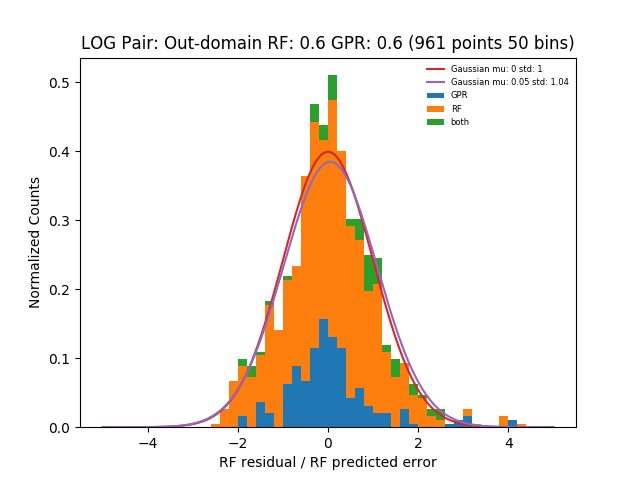 LOG Pair: Out-domain RF: 0.6 GPR: 0.6 (961 points 50 bins)
Gaussian mu: 0 std: 1
Gaussian mu: 0.05 std: 1.04
GPR
RF
both
Normalized Counts
0.5
0.4
0.3
0.2
0.1
0.0
−4
−2
0
2
4
RF residual / RF predicted error